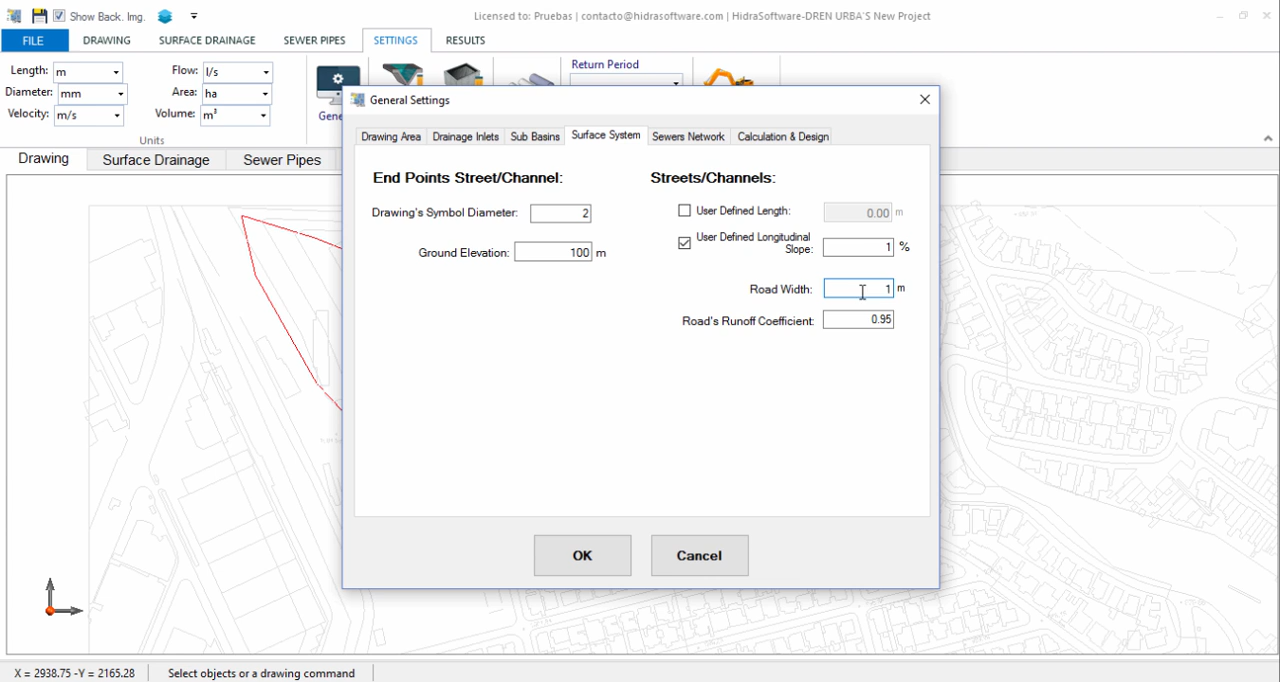 Show Back. Img.
Licensed to: Pruebas | contacto@hidrasoftware.com | HidraSoftware-DREN URBA'S New Project
FILE DRAWING SURFACE DRAINAGE SEWER PIPES SETTINGS RESULTS
Length: m Flow: l/s
Return Period
Diameter: mm Area: ha
Velocity: m/s Volume: m³
Units
General Settings
Drawing Area Drainage Inlets Sub Basins Surface System Sewers Network Calculation & Design
Drawing Surface Drainage Sewer Pipes
End Points Street/Channel: Streets/Channels:
Drawing's Symbol Diameter: 2
User Defined Length: 0.00 m
User Defined Longitudinal
Slope: 1 %
Ground Elevation: 100 m
Road Width: 1 m
Road's Runoff Coefficient: 0.95
OK Cancel
X = 2938.75 -Y = 2165.28 Select objects or a drawing command